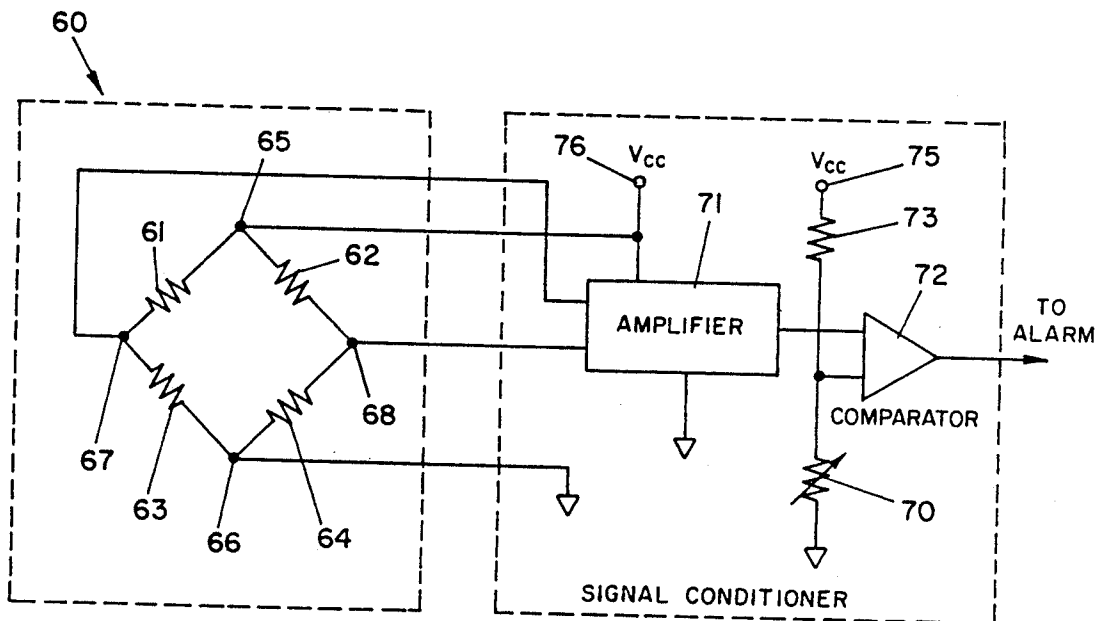 60
65
76
Vcc
Vcc
75
61
62
71
73
72
AMPLIFIER
TO
ALARM
67
63
66
64
68
COMPARATOR
70
SIGNAL CONDITIONER